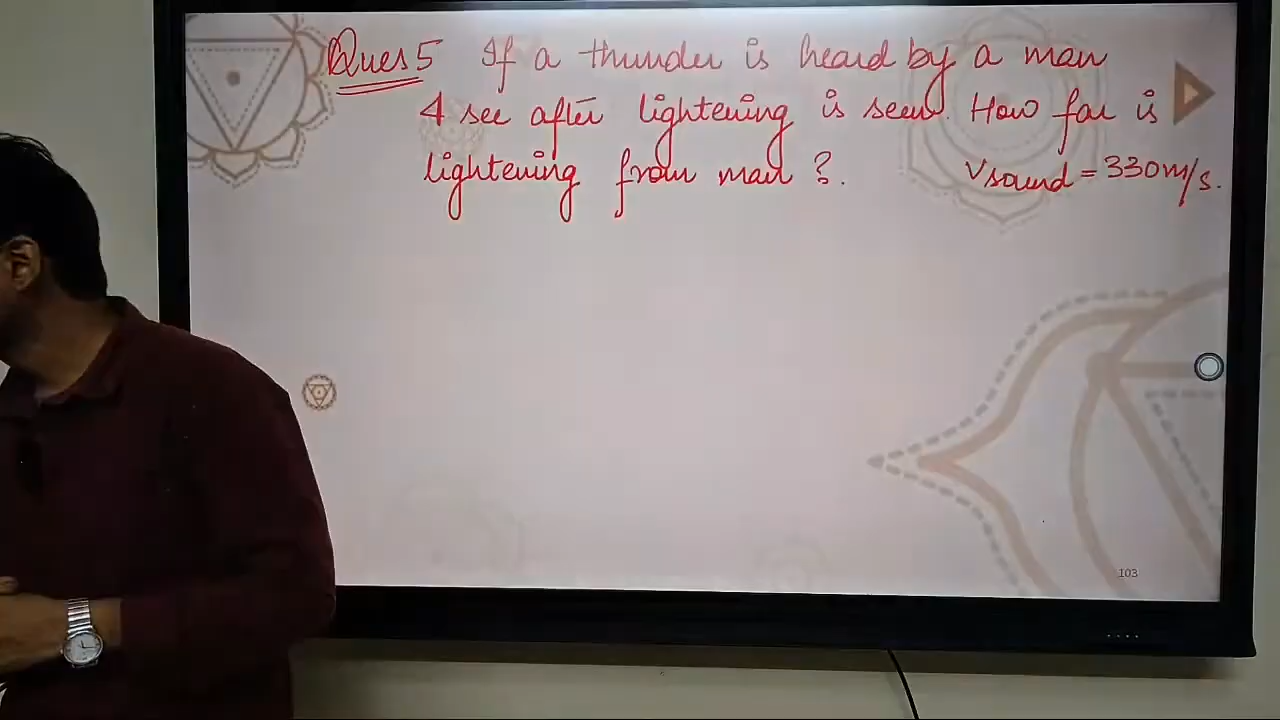 Ques 5 If a thunder is heard by a man
4 sec after lightening is seen. How far is
lightening from man ?. Vsound = 330m/s.
103